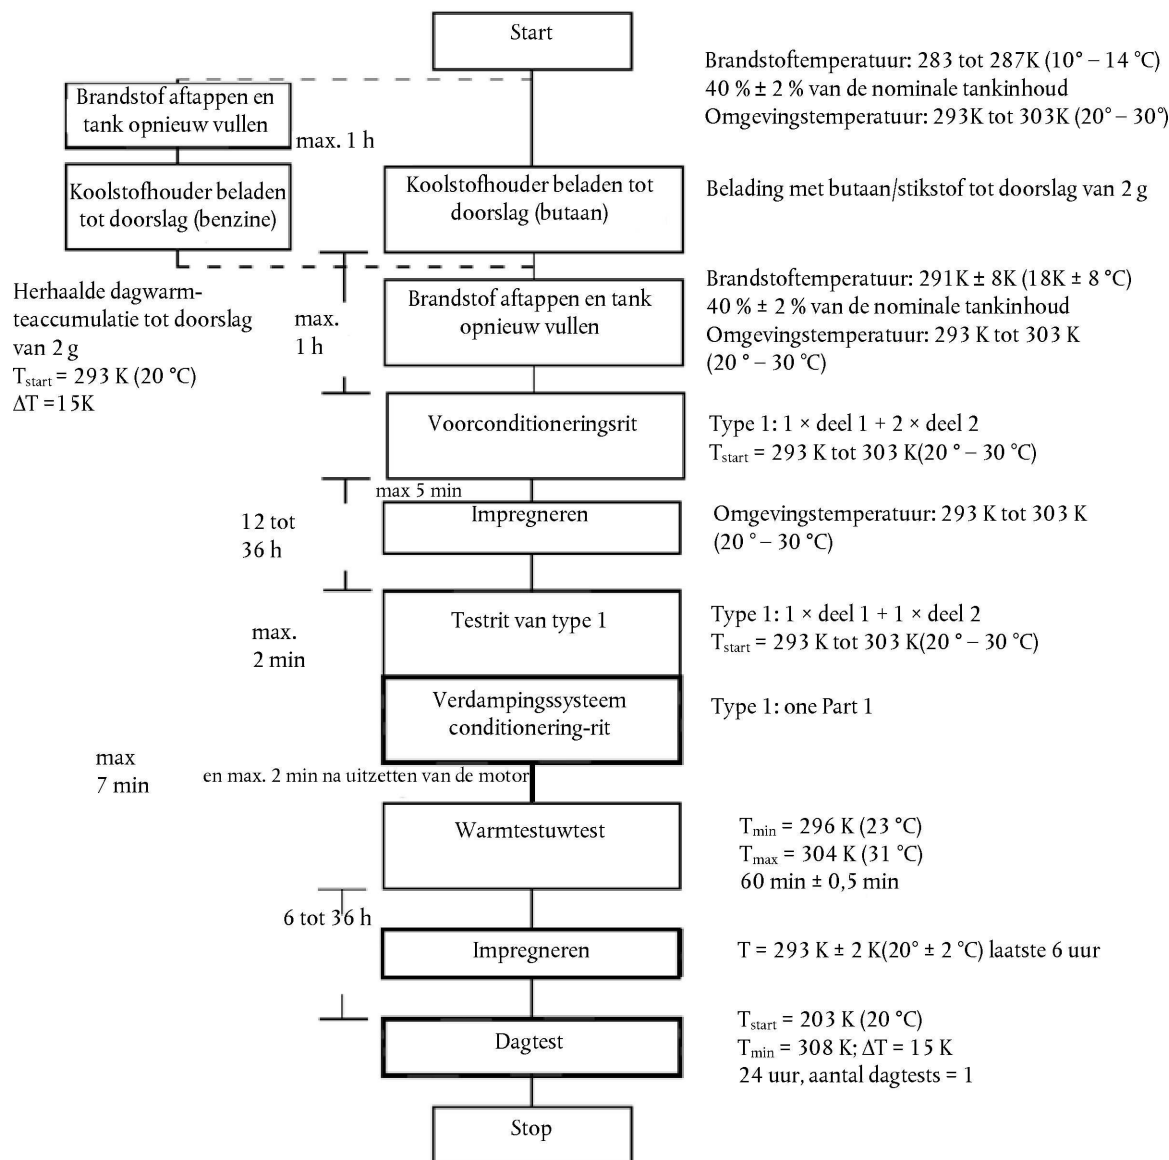 Start
Brandstoftemperatuur: 283 tot 287K (10° – 14 °C)
40 % ± 2 % van de nominale tankinhoud
Omgevingstemperatuur: 293K tot 303K (20° – 30°)
Brandstof aftappen en
tank opnieuw vullen
max. 1 h
Koolstofhouder beladen
tot doorslag (benzine)
Koolstofhouder beladen tot
doorslag (butaan)
Belading met butaan/stikstof tot doorslag van 2 g
Herhaalde dagwarm-
teaccumulatie tot doorslag
van 2 g
Tstart = 293 K (20 °C)
ΔT =15K
max.
1 h
Brandstof aftappen en tank
opnieuw vullen
Brandstoftemperatuur: 291K ± 8K (18K ± 8 °C)
40 % ± 2 % van de nominale tankinhoud
Omgevingstemperatuur: 293 K tot 303 K
(20 ° – 30 °C)
Voorconditioneringsrit
Type 1: 1 × deel 1 + 2 × deel 2
Tstart = 293 K tot 303 K(20 ° – 30 °C)
max 5 min
12 tot
36 h
Impregneren
Omgevingstemperatuur: 293 K tot 303 K
(20 ° – 30 °C)
Testrit van type 1
Type 1: 1 × deel 1 + 1 × deel 2
Tstart = 293 K tot 303 K(20 ° – 30 °C)
max.
2 min
Verdampingssysteem
conditionering-rit
Type 1: one Part 1
max
7 min
en max. 2 min na uitzetten van de motor
Warmtestuwtest
Tmin = 296 K (23 °C)
Tmax = 304 K (31 °C)
60 min ± 0,5 min
6 tot 36 h
Impregneren
T = 293 K ± 2 K(20° ± 2 °C) laatste 6 uur
Dagtest
Tstart = 203 K (20 °C)
Tmin = 308 K; ΔT = 15 K
24 uur, aantal dagtests = 1
Stop